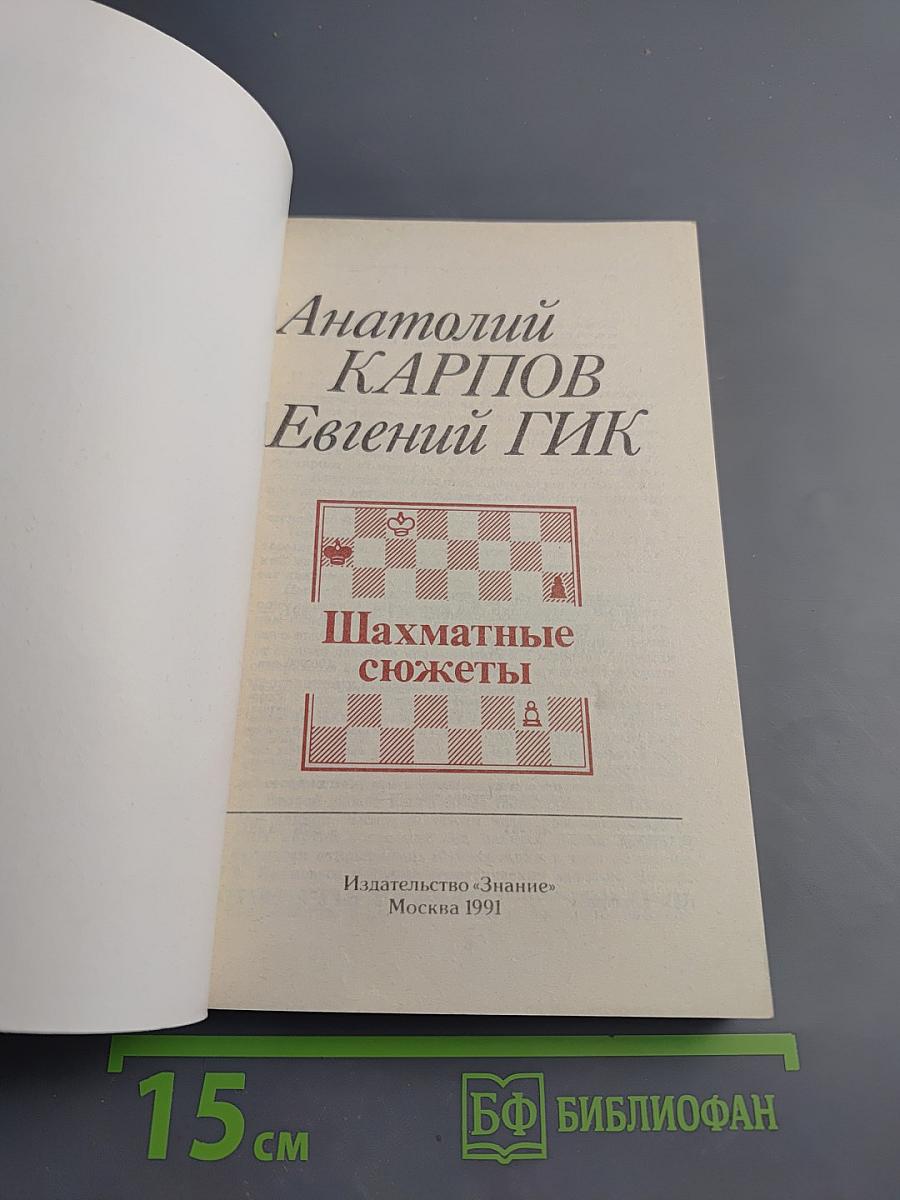 Анатолий
КАРПОВ
Евгений ГИК
Шахматные
сюжеты
Издательство «Знание»
Москва 1991
15 см
БФ БИБЛИОФАН